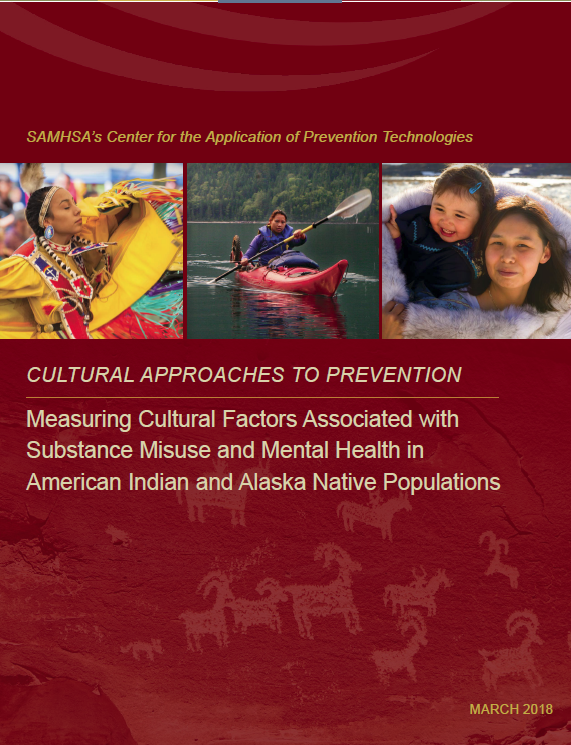 SAMHSA's Center for the Application of Prevention Technologies
CULTURAL APPROACHES TO PREVENTION
Measuring Cultural Factors Associated with
Substance Misuse and Mental Health in
American Indian and Alaska Native Populations
MARCH 2018